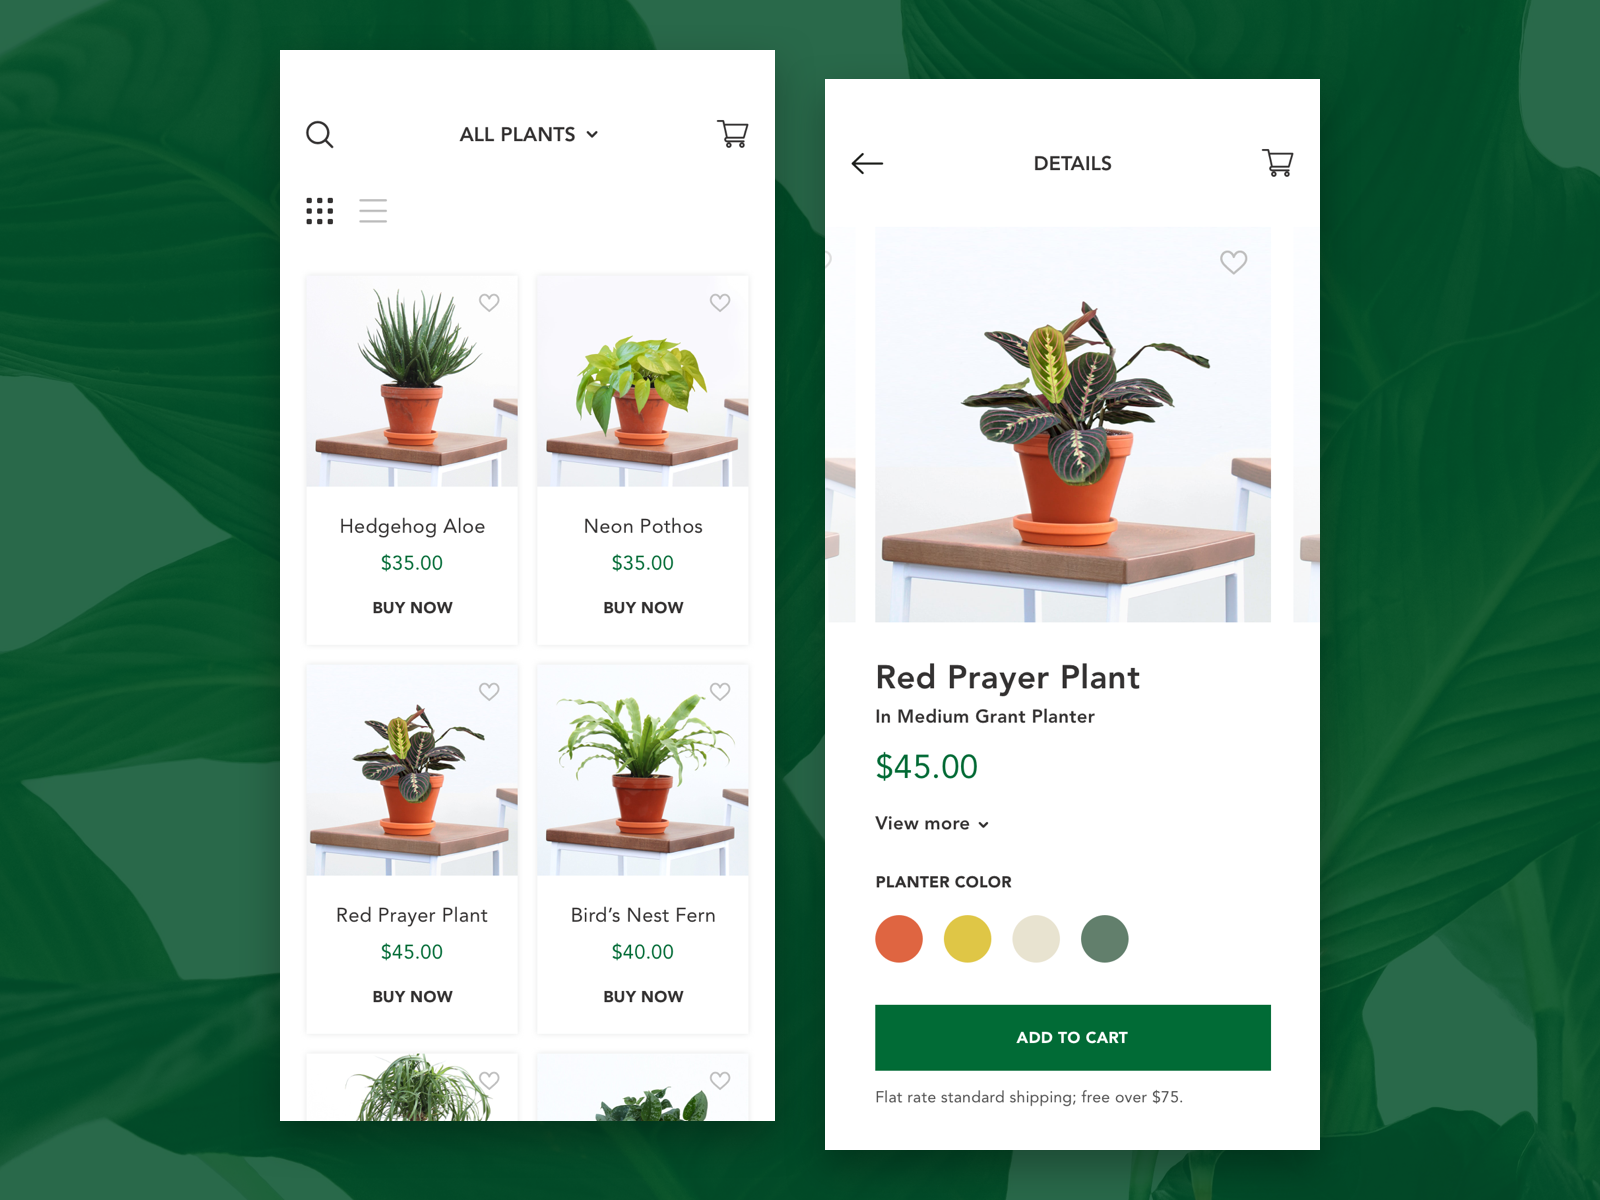 ALL PLANTS
Hedgehog Aloe
$35.00
BUY NOW
Neon Pothos
$35.00
BUY NOW
Red Prayer Plant
$45.00
BUY NOW
Bird’s Nest Fern
$40.00
BUY NOW
DETAILS
Red Prayer Plant
In Medium Grant Planter
$45.00
View more
PLANTER COLOR
ADD TO CART
Flat rate standard shipping; free over $75.